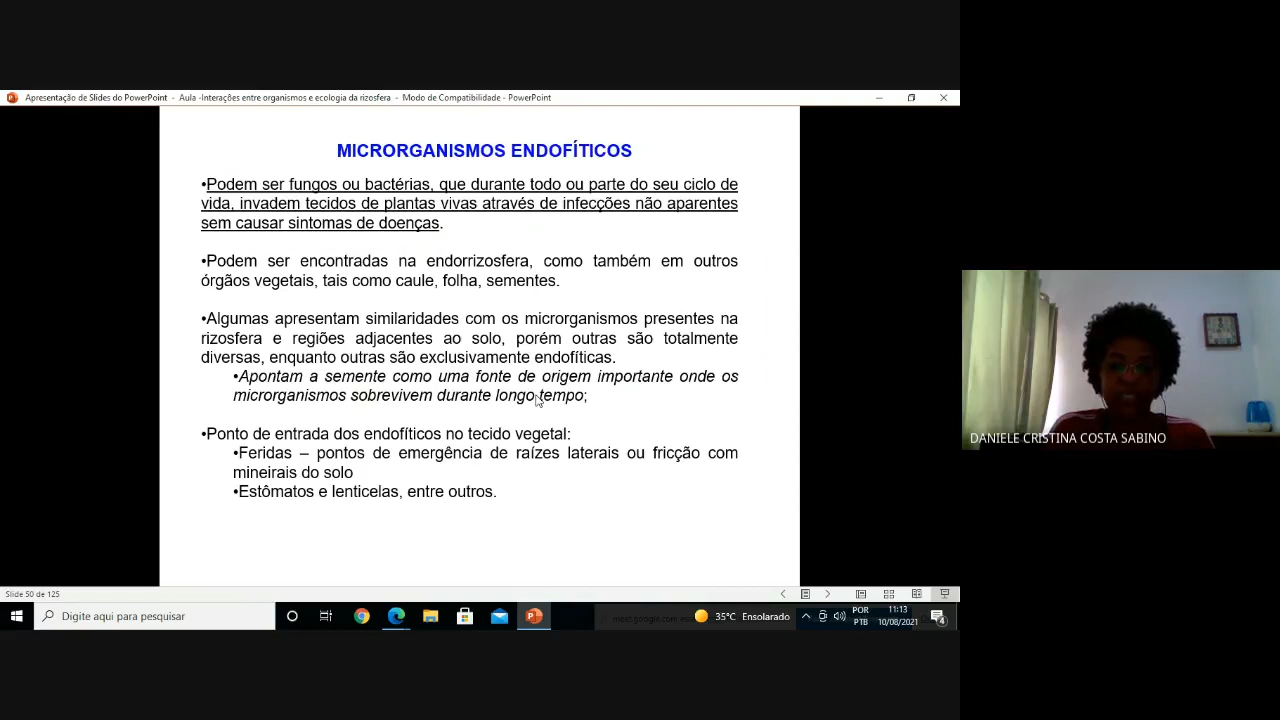 Apresentação de Slides do PowerPoint - Aula -Interações entre organismos e ecologia da rizosfera - Modo de Compatibilidade - PowerPoint
MICRORGANISMOS ENDOFÍTICOS
•Podem ser fungos ou bactérias, que durante todo ou parte do seu ciclo de
vida, invadem tecidos de plantas vivas através de infecções não aparentes
sem causar sintomas de doenças.
•Podem ser encontradas na endorrizosfera, como também em outros
órgãos vegetais, tais como caule, folha, sementes.
•Algumas apresentam similaridades com os microrganismos presentes na
rizosfera e regiões adjacentes ao solo, porém outras são totalmente
diversas, enquanto outras são exclusivamente endofíticas.
•Apontam a semente como uma fonte de origem importante onde os
microrganismos sobrevivem durante longo tempo;
•Ponto de entrada dos endofíticos no tecido vegetal:
•Feridas – pontos de emergência de raízes laterais ou fricção com
mineirais do solo
•Estômatos e lenticelas, entre outros.
DANIELE CRISTINA COSTA SABINO
Slide 50 de 125
Digite aqui para pesquisar
35°C Ensolarado
POR
PTB
11:13
10/08/2021
4